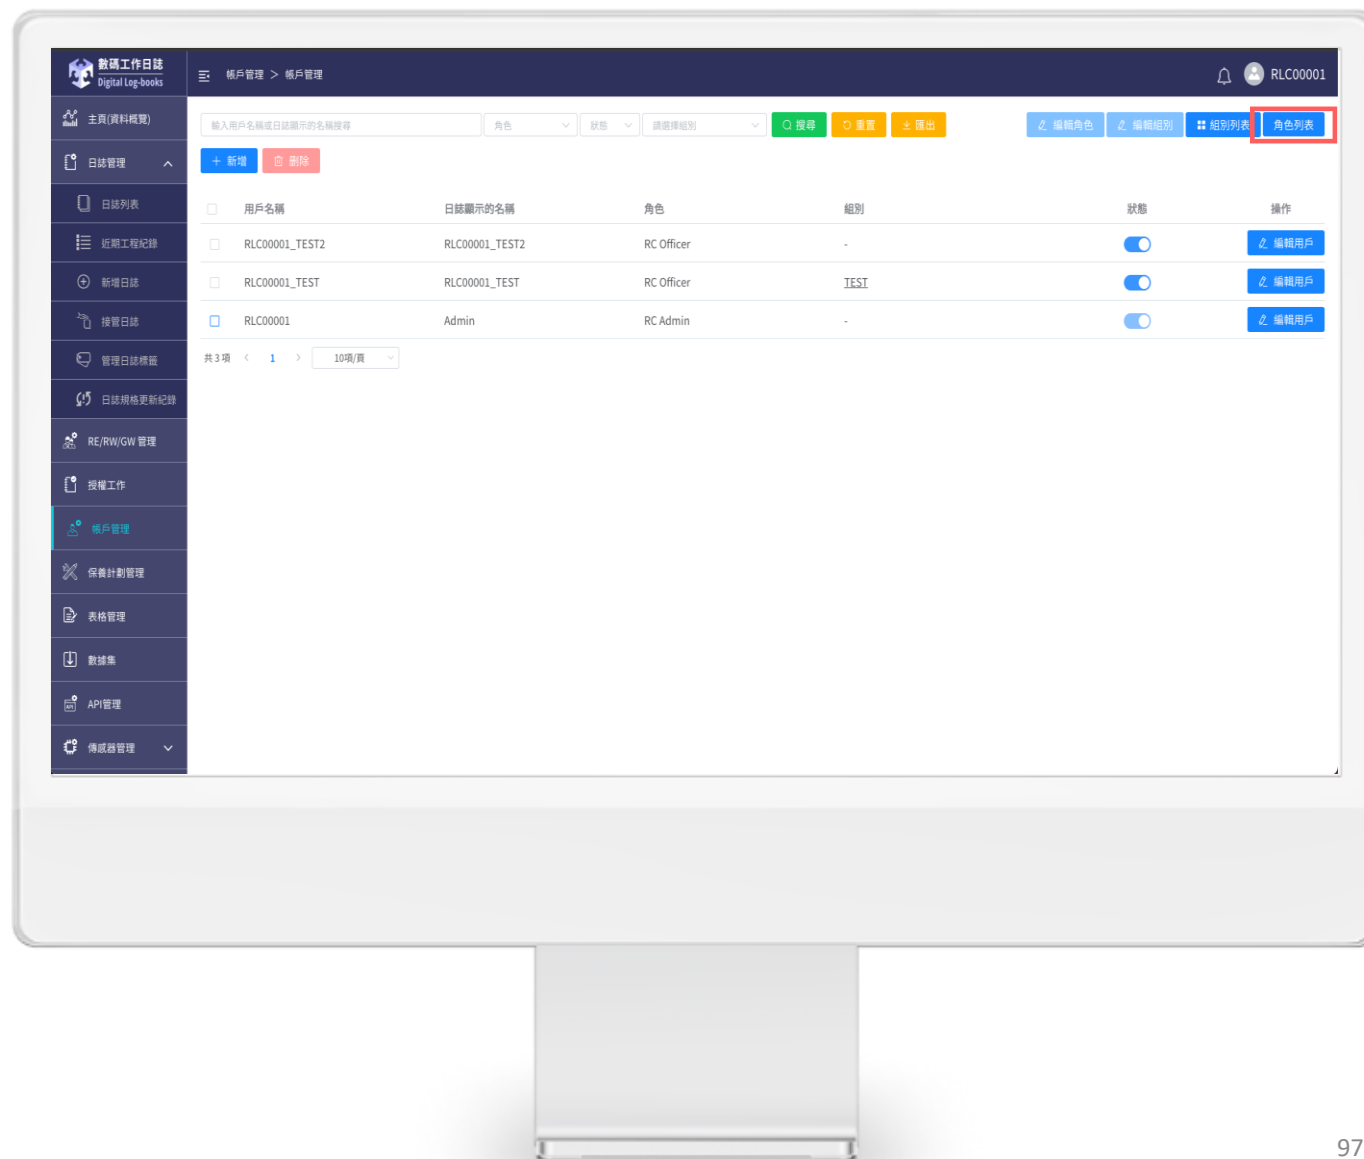 數碼工作日誌
Digital Log-books
帳戶管理 > 帳戶管理
RLC00001
主頁(資料概覽)
日誌管理
日誌列表
近期工程紀錄
新增日誌
接管日誌
管理日誌標籤
日誌規格更新紀錄
RE/RW/GW 管理
授權工作
帳戶管理
保養計劃管理
表格管理
數據集
API管理
傳感器管理
輸入用戶名稱或日誌顯示的名稱搜尋 角色 狀態 請選擇組別 搜尋 重置 匯出 編輯角色 編輯組別 組別列表 角色列表
+ 新增 刪除
用戶名稱 日誌顯示的名稱 角色 組別 狀態 操作
RLC00001_TEST2 RLC00001_TEST2 RC Officer - 編輯用戶
RLC00001_TEST RLC00001_TEST RC Officer TEST 編輯用戶
RLC00001 Admin RC Admin - 編輯用戶
共 3 項 < 1 > 10項/頁
97